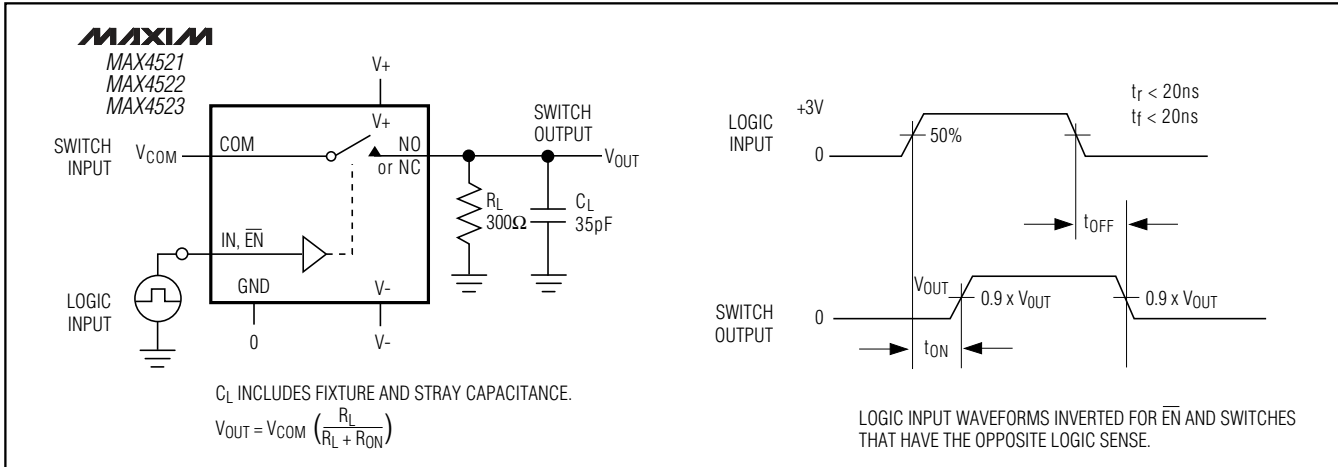 MAXIM
MAX4521
MAX4522
MAX4523
V+
SWITCH
INPUT
VCOM
COM
V+
NO
or NC
SWITCH
OUTPUT
VOUT
RL
300Ω
CL
35pF
IN, E̅N̅
LOGIC
INPUT
GND
V-
0
V-
CL INCLUDES FIXTURE AND STRAY CAPACITANCE.
VOUT = VCOM (RL / RL + RON)
LOGIC
INPUT
+3V
0
50%
tr < 20ns
tf < 20ns
tOFF
SWITCH
OUTPUT
VOUT
0
0.9 x VOUT
0.9 x VOUT
tON
LOGIC INPUT WAVEFORMS INVERTED FOR E̅N̅ AND SWITCHES
THAT HAVE THE OPPOSITE LOGIC SENSE.